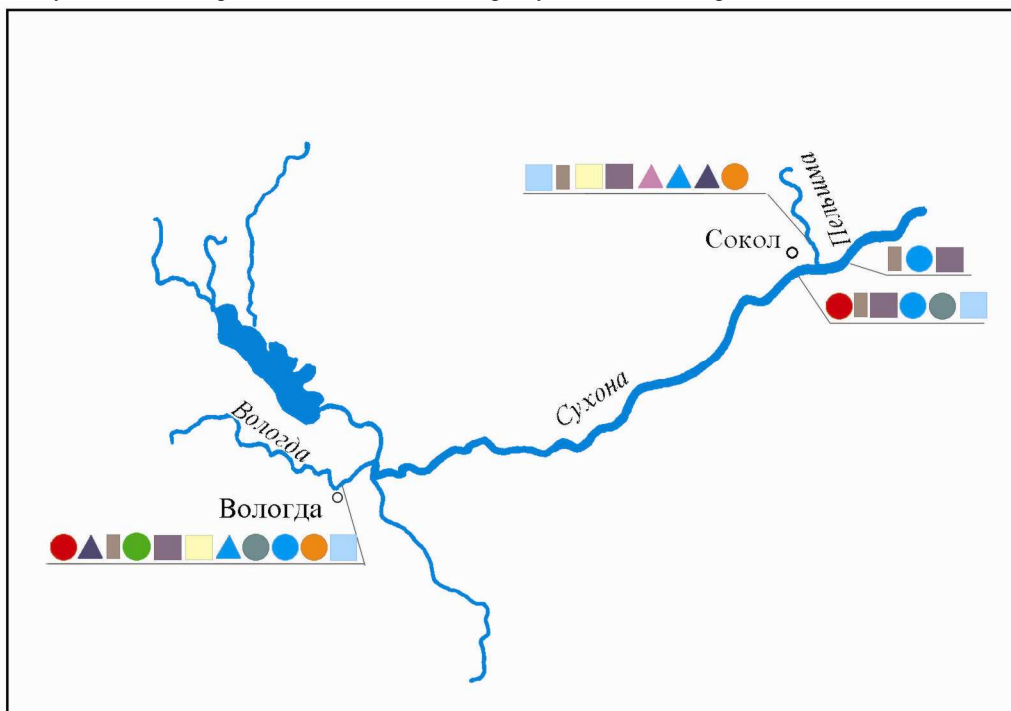 Пельшма
Сокол
Сухона
Вологда
Вологда